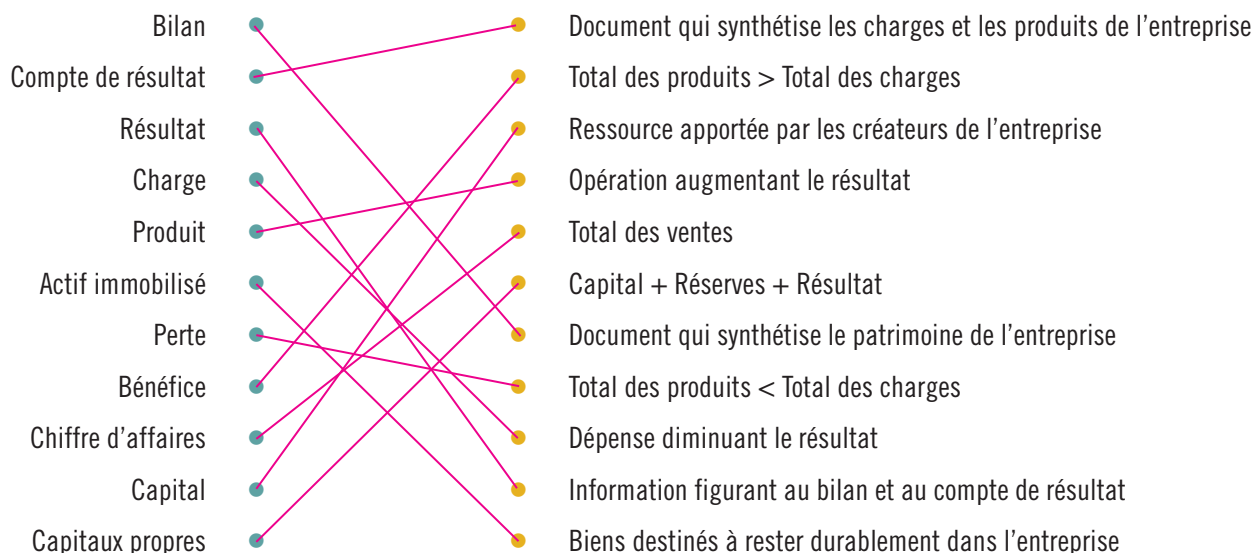 Bilan Document qui synthétise les charges et les produits de l’entreprise
Compte de résultat Total des produits > Total des charges
Résultat Ressource apportée par les créateurs de l’entreprise
Charge Opération augmentant le résultat
Produit Total des ventes
Actif immobilisé Capital + Réserves + Résultat
Perte Document qui synthétise le patrimoine de l’entreprise
Bénéfice Total des produits < Total des charges
Chiffre d’affaires Dépense diminuant le résultat
Capital Information figurant au bilan et au compte de résultat
Capitaux propres Biens destinés à rester durablement dans l’entreprise